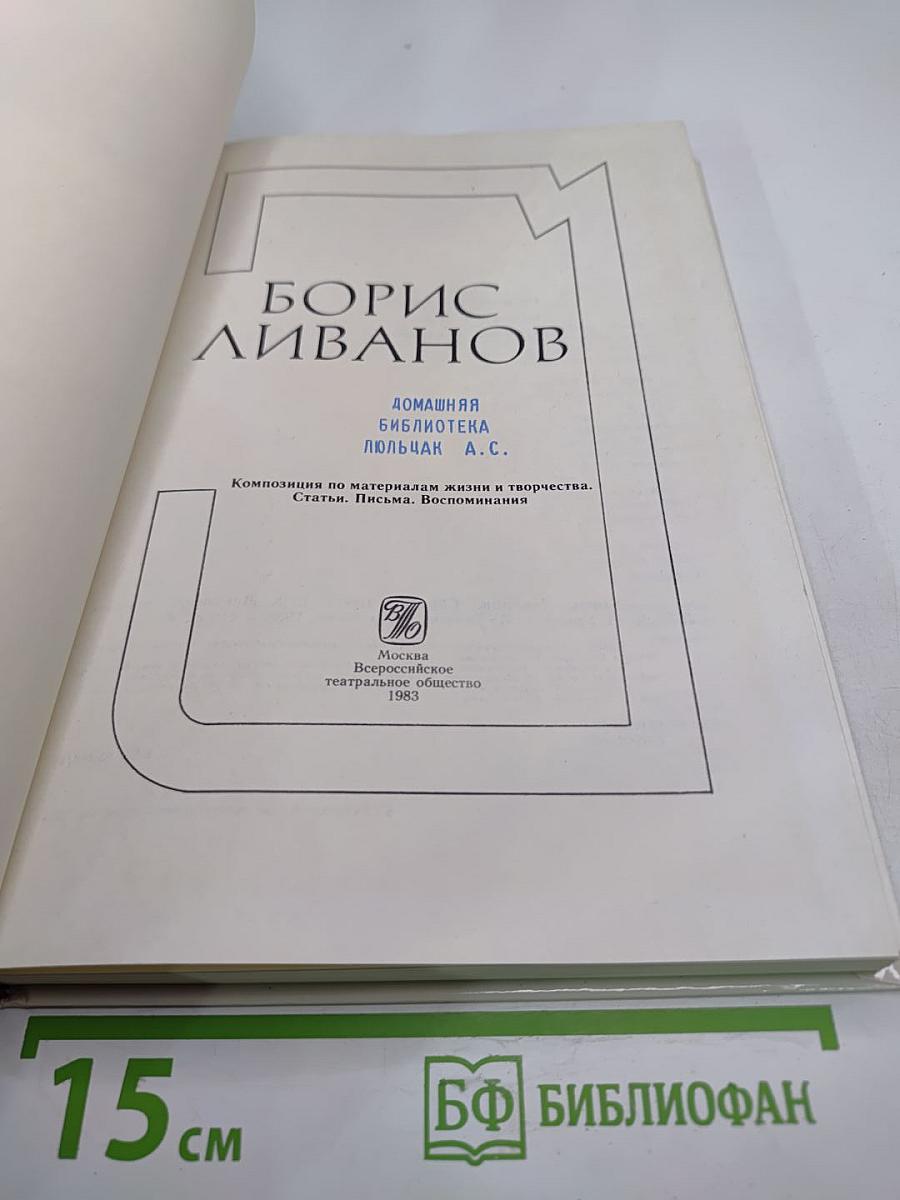 БОРИС
ЛИВАНОВ
ДОМАШНЯЯ
БИБЛИОТЕКА
ЛЮЛЬЧАК А.С.
Композиция по материалам жизни и творчества.
Статьи. Письма. Воспоминания
ВТО
Москва
Всероссийское
театральное общество
1983
15 см
БФ БИБЛИОФАН